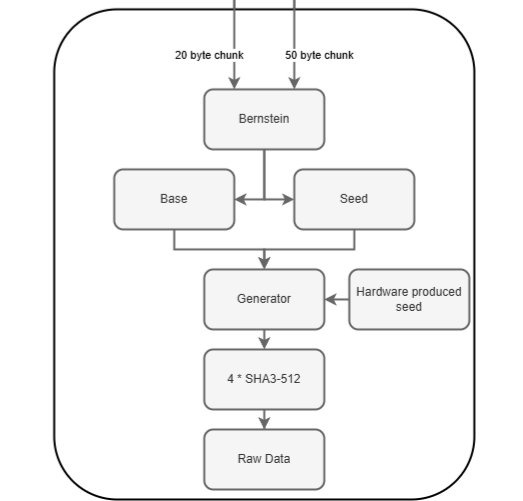 20 byte chunk
50 byte chunk
Bernstein
Base
Seed
Generator
Hardware produced
seed
4 * SHA3-512
Raw Data